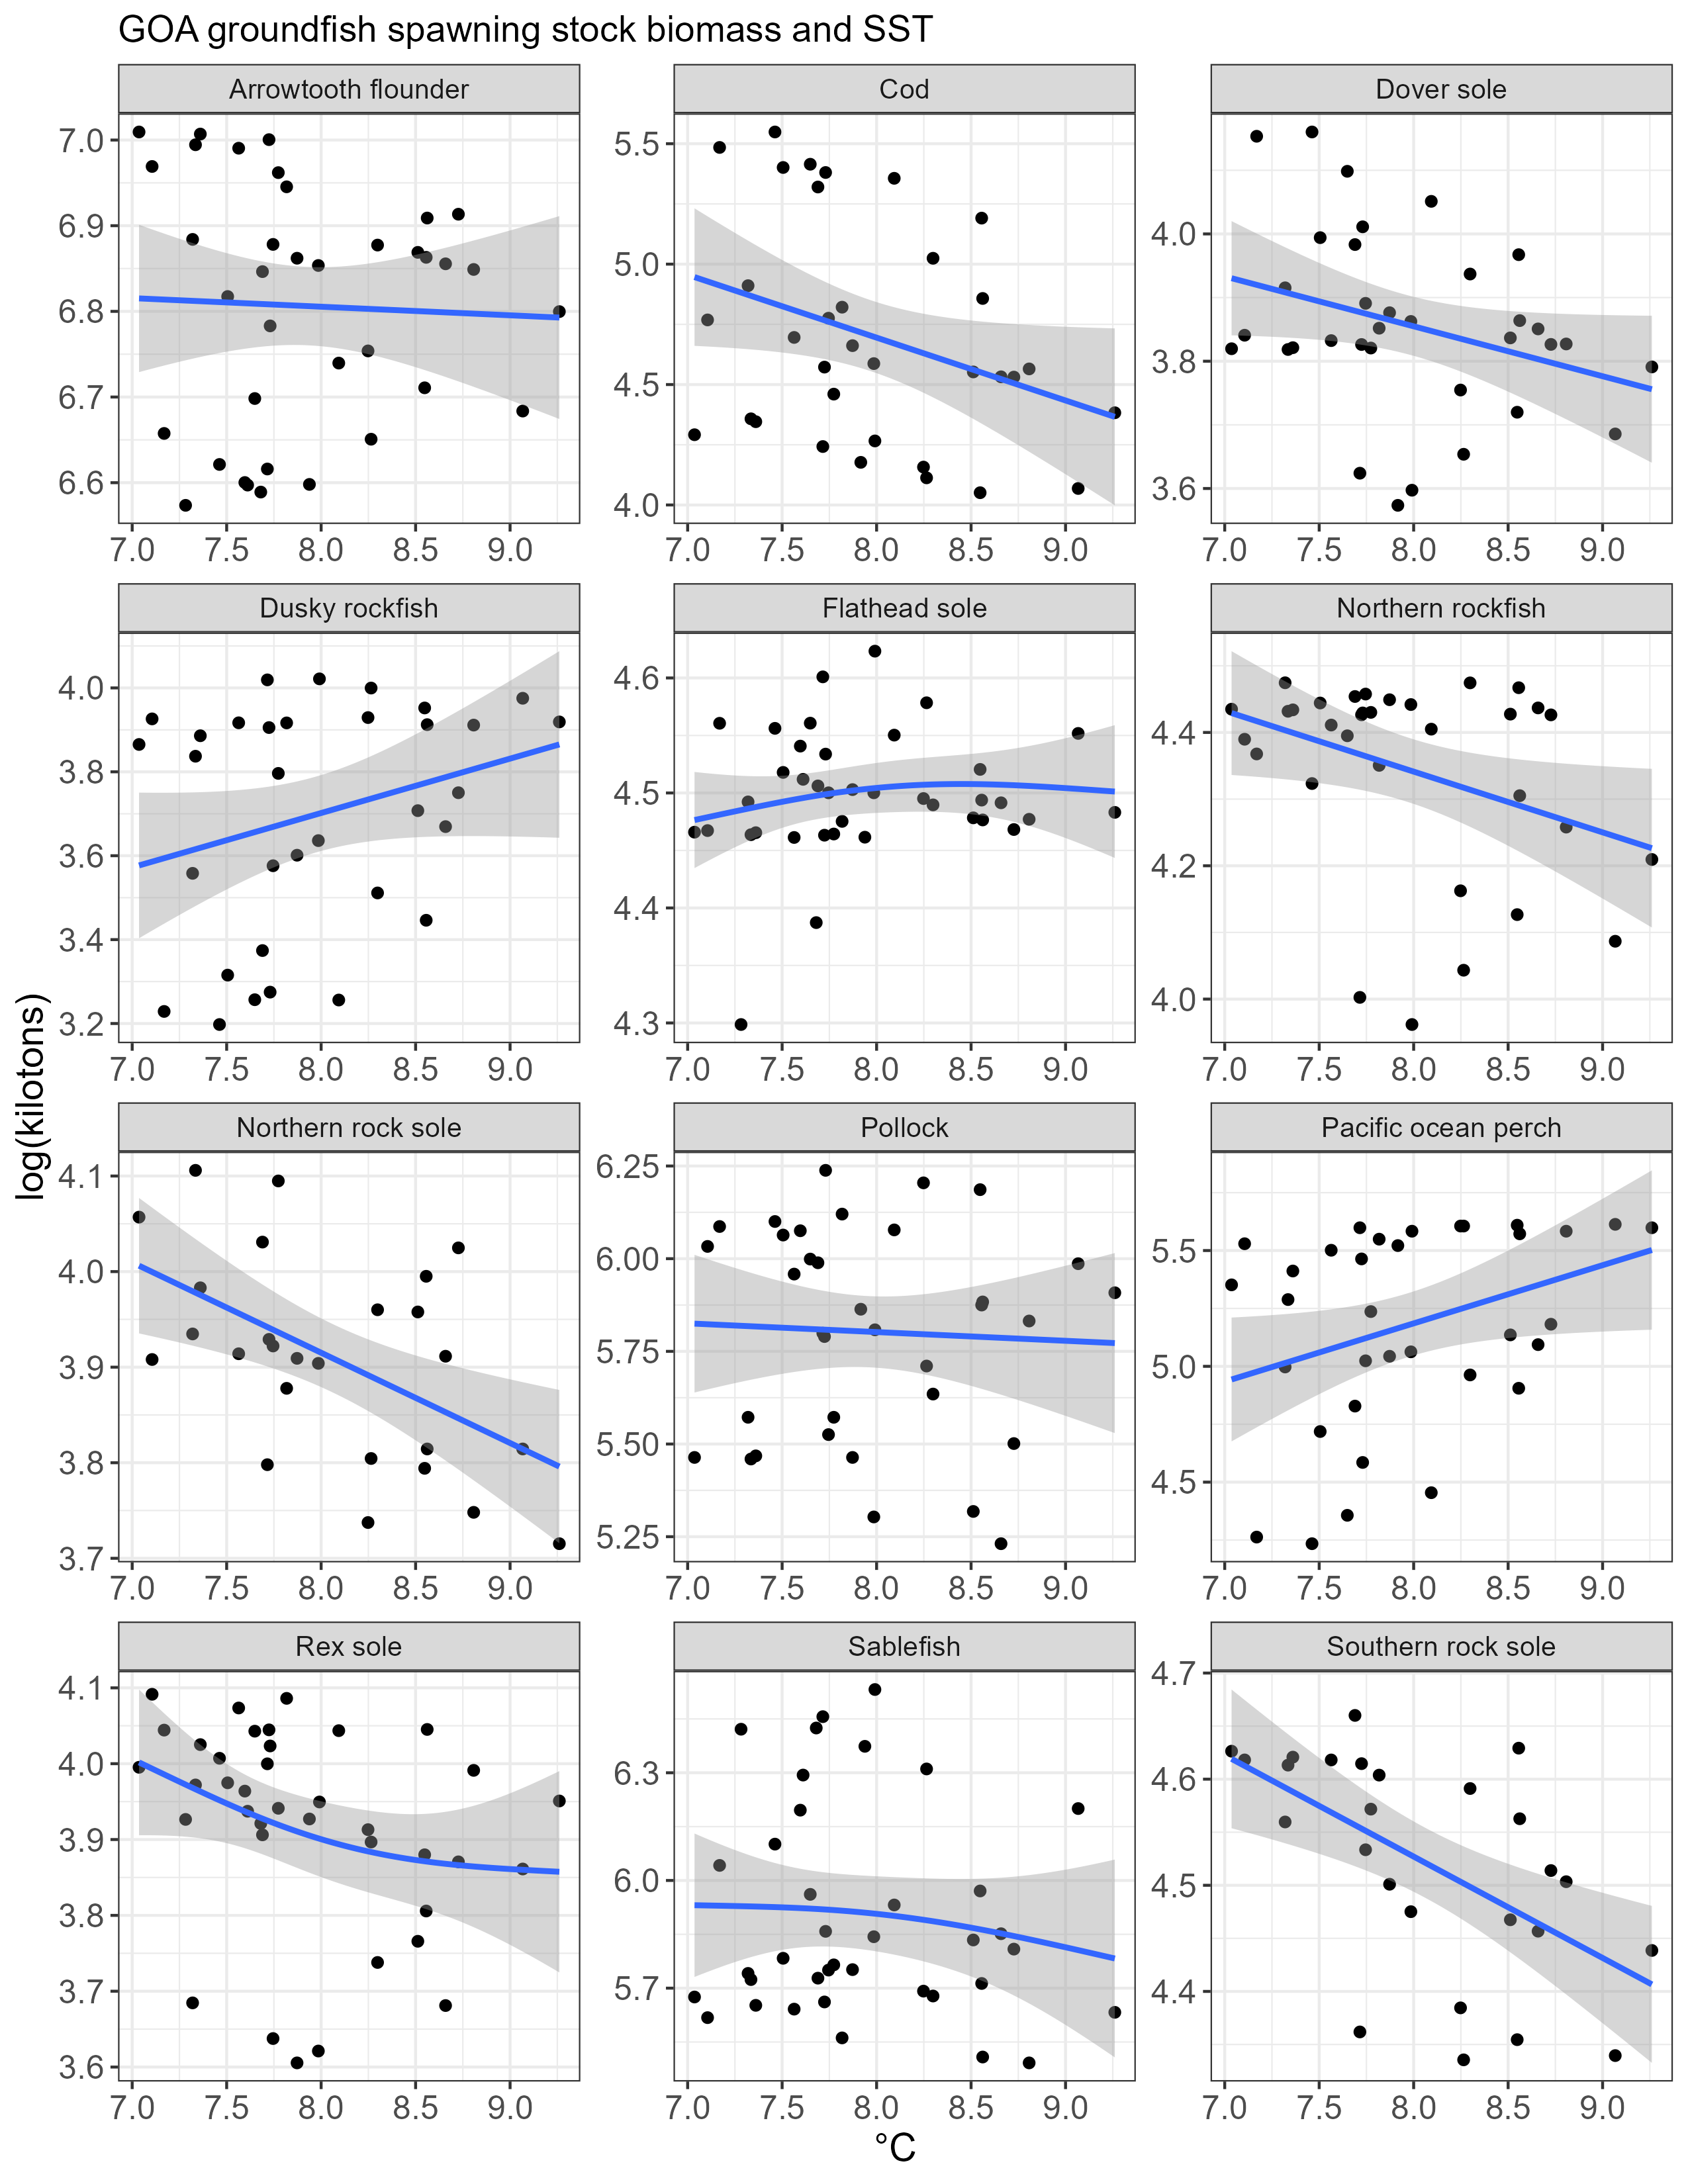 GOA groundfish spawning stock biomass and SST
Arrowtooth flounder
Cod
Dover sole
7.0
6.9
6.8
6.7
6.6
7.0 7.5 8.0 8.5 9.0
5.5
5.0
4.5
4.0
7.0 7.5 8.0 8.5 9.0
4.0
3.8
3.6
7.0 7.5 8.0 8.5 9.0
Dusky rockfish
Flathead sole
Northern rockfish
4.0
3.8
3.6
3.4
3.2
7.0 7.5 8.0 8.5 9.0
4.6
4.5
4.4
4.3
7.0 7.5 8.0 8.5 9.0
4.4
4.2
4.0
7.0 7.5 8.0 8.5 9.0
log(kilotons)
Northern rock sole
Pollock
Pacific ocean perch
4.1
4.0
3.9
3.8
3.7
7.0 7.5 8.0 8.5 9.0
6.25
6.00
5.75
5.50
5.25
7.0 7.5 8.0 8.5 9.0
5.5
5.0
4.5
7.0 7.5 8.0 8.5 9.0
Rex sole
Sablefish
Southern rock sole
4.1
4.0
3.9
3.8
3.7
3.6
7.0 7.5 8.0 8.5 9.0
6.3
6.0
5.7
7.0 7.5 8.0 8.5 9.0
4.7
4.6
4.5
4.4
7.0 7.5 8.0 8.5 9.0
°C